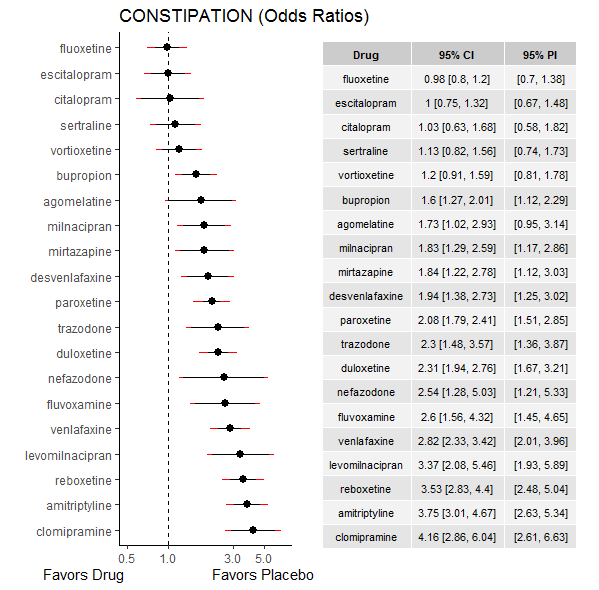 CONSTIPATION (Odds Ratios)
fluoxetine
escitalopram
citalopram
sertraline
vortioxetine
bupropion
agomelatine
milnacipran
mirtazapine
desvenlafaxine
paroxetine
trazodone
duloxetine
nefazodone
fluvoxamine
venlafaxine
levomilnacipran
reboxetine
amitriptyline
clomipramine
0.5 1.0 3.0 5.0
Favors Drug Favors Placebo
Drug 95% CI 95% PI
fluoxetine 0.98 [0.8, 1.2] [0.7, 1.38]
escitalopram 1 [0.75, 1.32] [0.67, 1.48]
citalopram 1.03 [0.63, 1.68] [0.58, 1.82]
sertraline 1.13 [0.82, 1.56] [0.74, 1.73]
vortioxetine 1.2 [0.91, 1.59] [0.81, 1.78]
bupropion 1.6 [1.27, 2.01] [1.12, 2.29]
agomelatine 1.73 [1.02, 2.93] [0.95, 3.14]
milnacipran 1.83 [1.29, 2.59] [1.17, 2.86]
mirtazapine 1.84 [1.22, 2.78] [1.12, 3.03]
desvenlafaxine 1.94 [1.38, 2.73] [1.25, 3.02]
paroxetine 2.08 [1.79, 2.41] [1.51, 2.85]
trazodone 2.3 [1.48, 3.57] [1.36, 3.87]
duloxetine 2.31 [1.94, 2.76] [1.67, 3.21]
nefazodone 2.54 [1.28, 5.03] [1.21, 5.33]
fluvoxamine 2.6 [1.56, 4.32] [1.45, 4.65]
venlafaxine 2.82 [2.33, 3.42] [2.01, 3.96]
levomilnacipran 3.37 [2.08, 5.46] [1.93, 5.89]
reboxetine 3.53 [2.83, 4.4] [2.48, 5.04]
amitriptyline 3.75 [3.01, 4.67] [2.63, 5.34]
clomipramine 4.16 [2.86, 6.04] [2.61, 6.63]